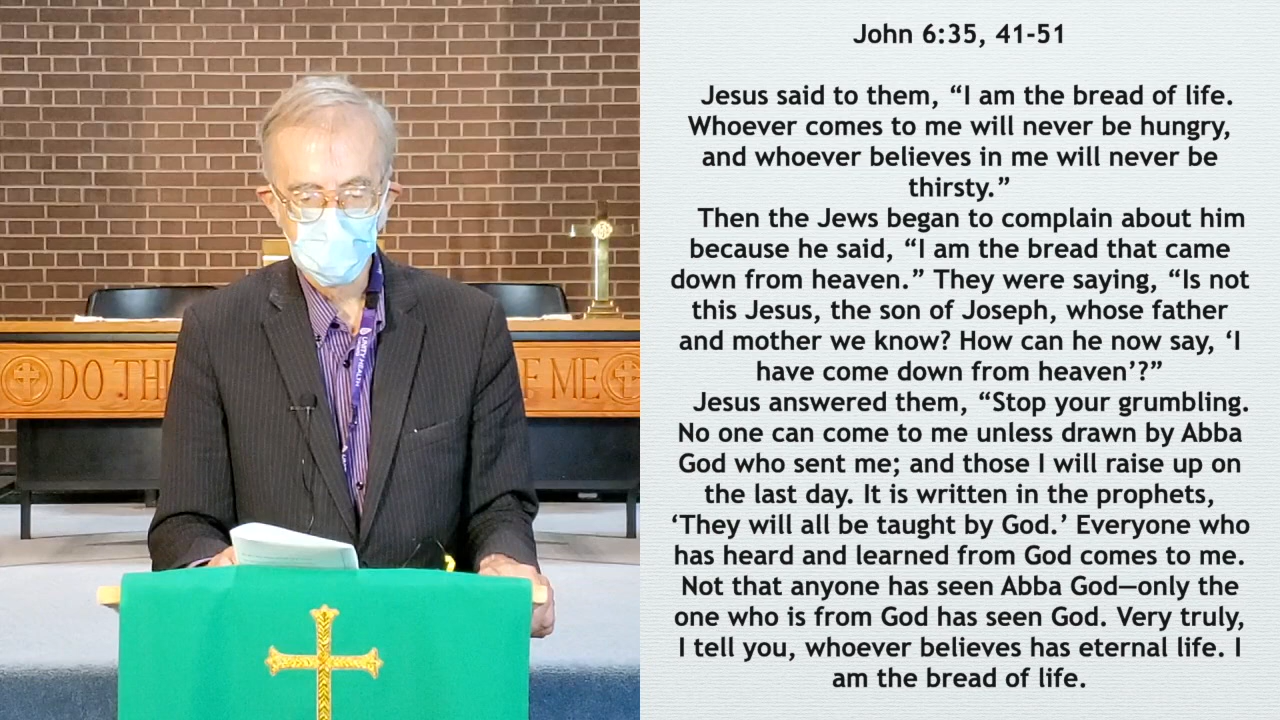 John 6:35, 41-51
Jesus said to them, “I am the bread of life.
Whoever comes to me will never be hungry,
and whoever believes in me will never be
thirsty.”
Then the Jews began to complain about him
because he said, “I am the bread that came
down from heaven.” They were saying, “Is not
this Jesus, the son of Joseph, whose father
and mother we know? How can he now say, ‘I
have come down from heaven’?”
Jesus answered them, “Stop your grumbling.
No one can come to me unless drawn by Abba
God who sent me; and those I will raise up on
the last day. It is written in the prophets,
‘They will all be taught by God.’ Everyone who
has heard and learned from God comes to me.
Not that anyone has seen Abba God—only the
one who is from God has seen God. Very truly,
I tell you, whoever believes has eternal life. I
am the bread of life.
DO THI
F ME
UNITY HEALTH